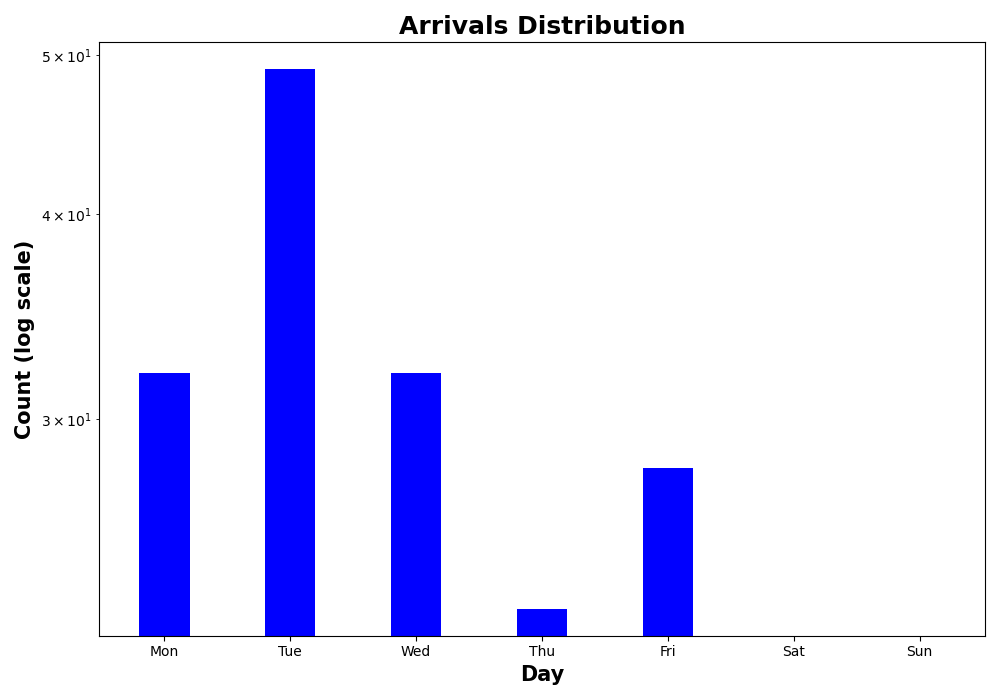 Arrivals Distribution
5 × 10¹
4 × 10¹
3 × 10¹
Count (log scale)
Mon Tue Wed Thu Fri Sat Sun
Day